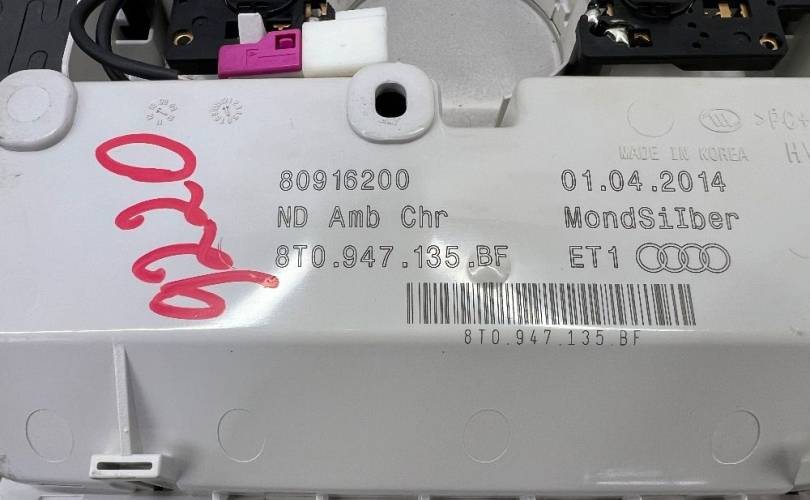 >PC+
MADE IN KOREA
80916200 01.04.2014
ND Amb Chr MondSilber
8T0.947.135.BF ET1
8T0.947.135.BF